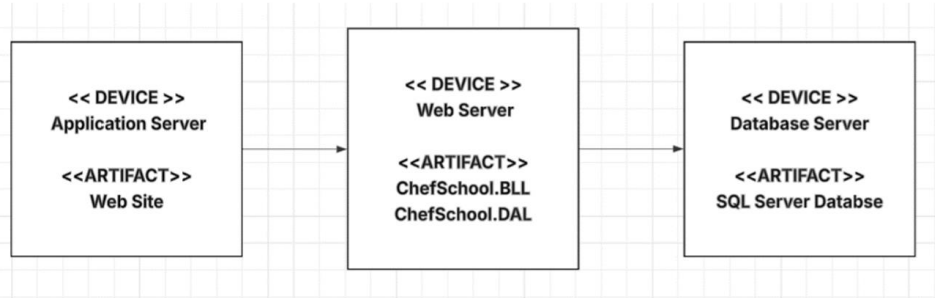 << DEVICE >>
Application Server
<<ARTIFACT>>
Web Site
<< DEVICE >>
Web Server
<<ARTIFACT>>
ChefSchool.BLL
ChefSchool.DAL
<< DEVICE >>
Database Server
<<ARTIFACT>>
SQL Server Databse